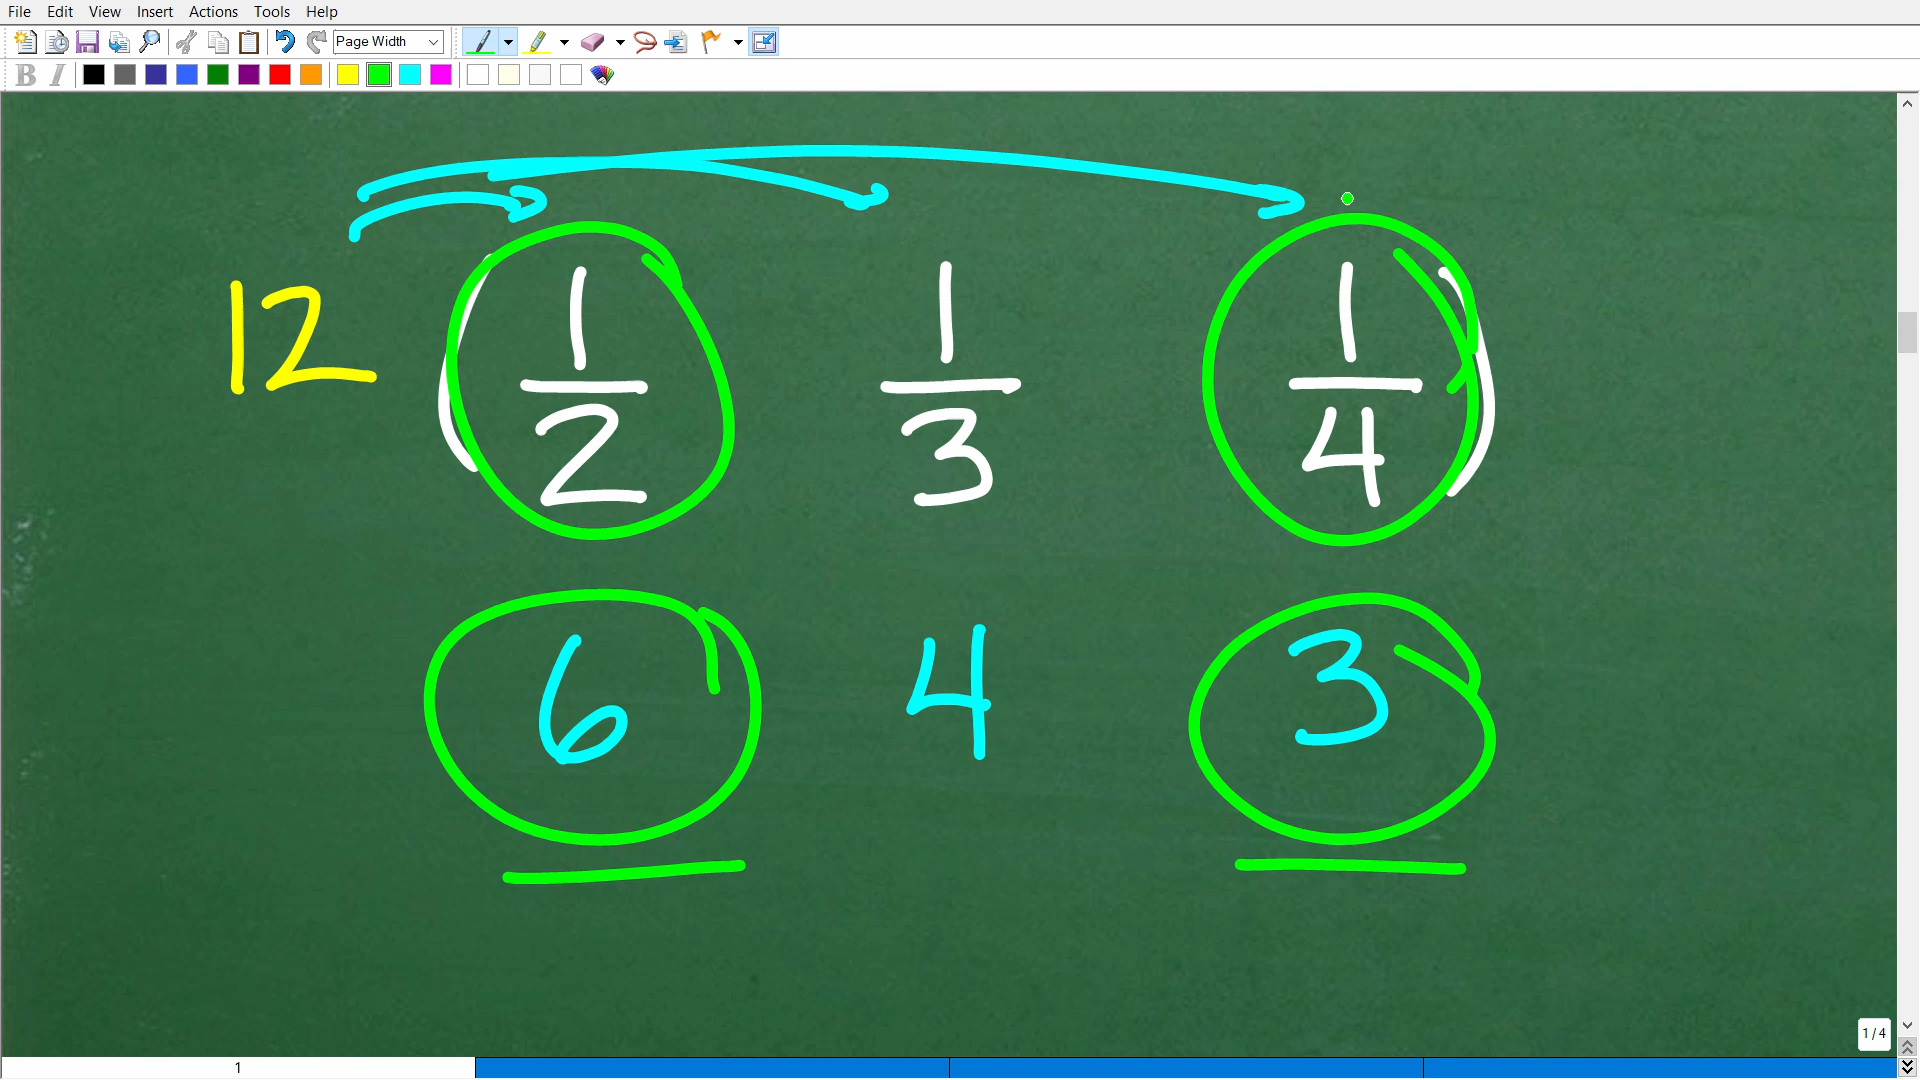 File Edit View Insert Actions Tools Help
Page Width
B I
12 ( 1/2 1/3 1/4 )
6 4 3
1 / 4
1